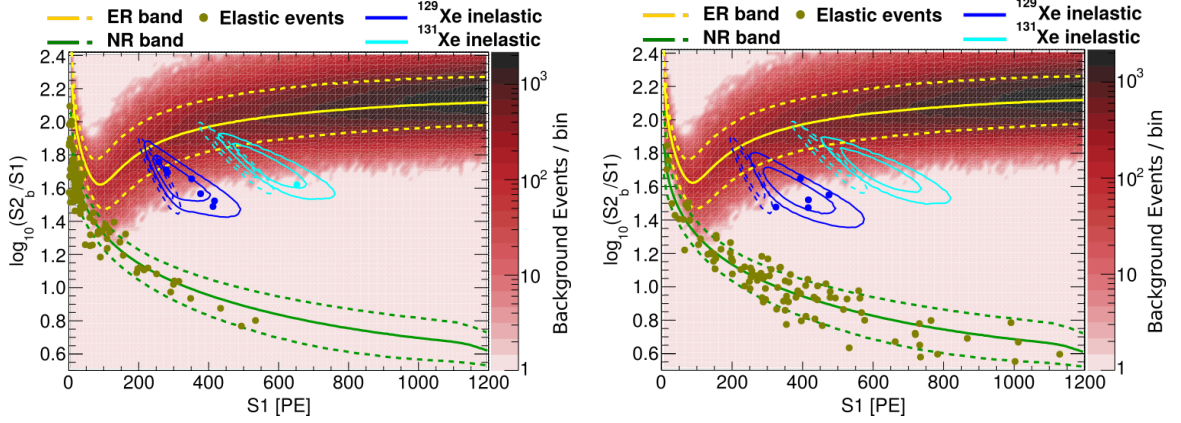 ER band Elastic events ¹²⁹Xe inelastic
NR band ¹³¹Xe inelastic
2.4
2.2
2.0
1.8
1.6
1.4
1.2
1.0
0.8
0.6
log₁₀(S2_b/S1)
0 200 400 600 800 1000 1200
S1 [PE]
10³
10²
10
1
Background Events / bin
ER band Elastic events ¹²⁹Xe inelastic
NR band ¹³¹Xe inelastic
2.4
2.2
2.0
1.8
1.6
1.4
1.2
1.0
0.8
0.6
log₁₀(S2_b/S1)
0 200 400 600 800 1000 1200
S1 [PE]
10³
10²
10
1
Background Events / bin